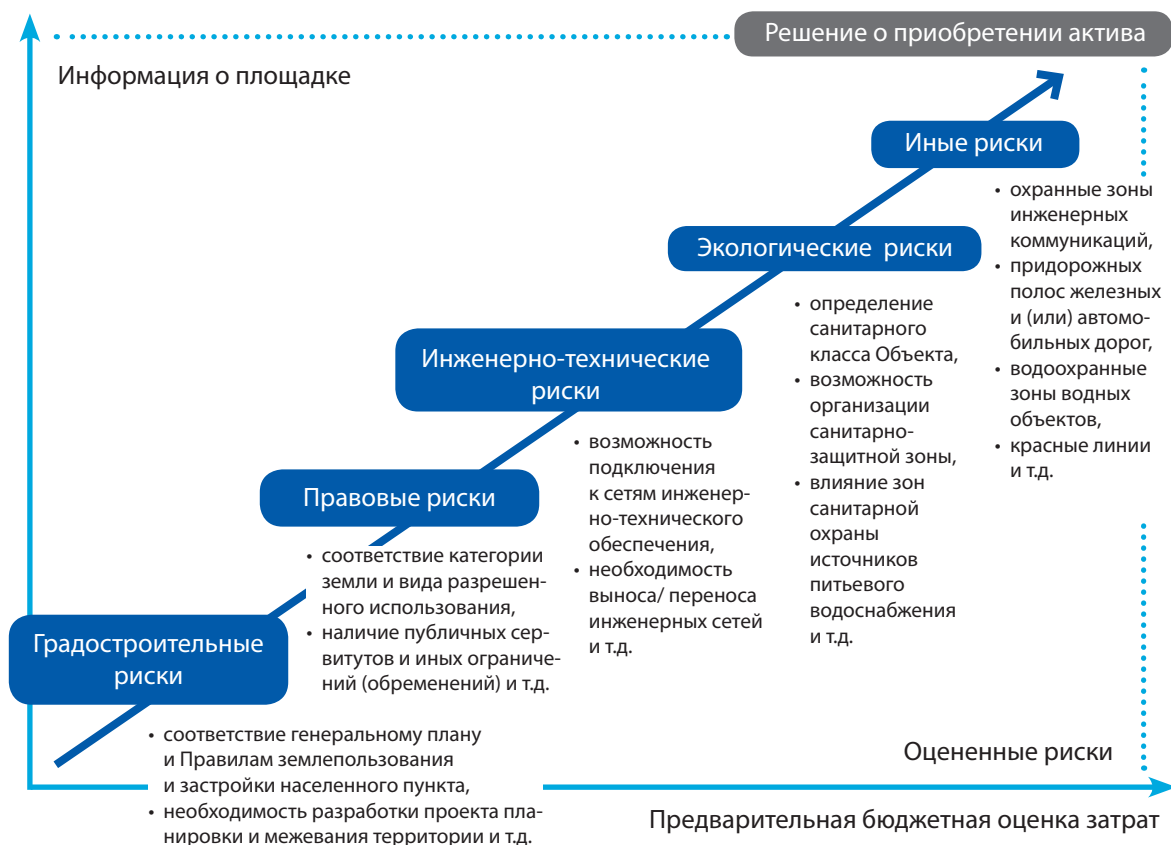 Решение о приобретении актива
Информация о площадке
Иные риски
• охранные зоны
инженерных
коммуникаций,
• придорожных
полос железных
и (или) автомо-
бильных дорог,
• водоохранные
зоны водных
объектов,
• красные линии
и т.д.
Экологические риски
• определение
санитарного
класса Объекта,
• возможность
организации
санитарно-
защитной зоны,
• влияние зон
санитарной
охраны
источников
питьевого
водоснабжения
и т.д.
Инженерно-технические
риски
• возможность
подключения
к сетям инженер-
но-технического
обеспечения,
• необходимость
выноса/ переноса
инженерных сетей
и т.д.
Правовые риски
• соответствие категории
земли и вида разрешен-
ного использования,
• наличие публичных сер-
витутов и иных ограниче-
ний (обременений) и т.д.
Градостроительные
риски
• соответствие генеральному плану
и Правилам землепользования
и застройки населенного пункта,
• необходимость разработки проекта пла-
нировки и межевания территории и т.д.
Оцененные риски
Предварительная бюджетная оценка затрат